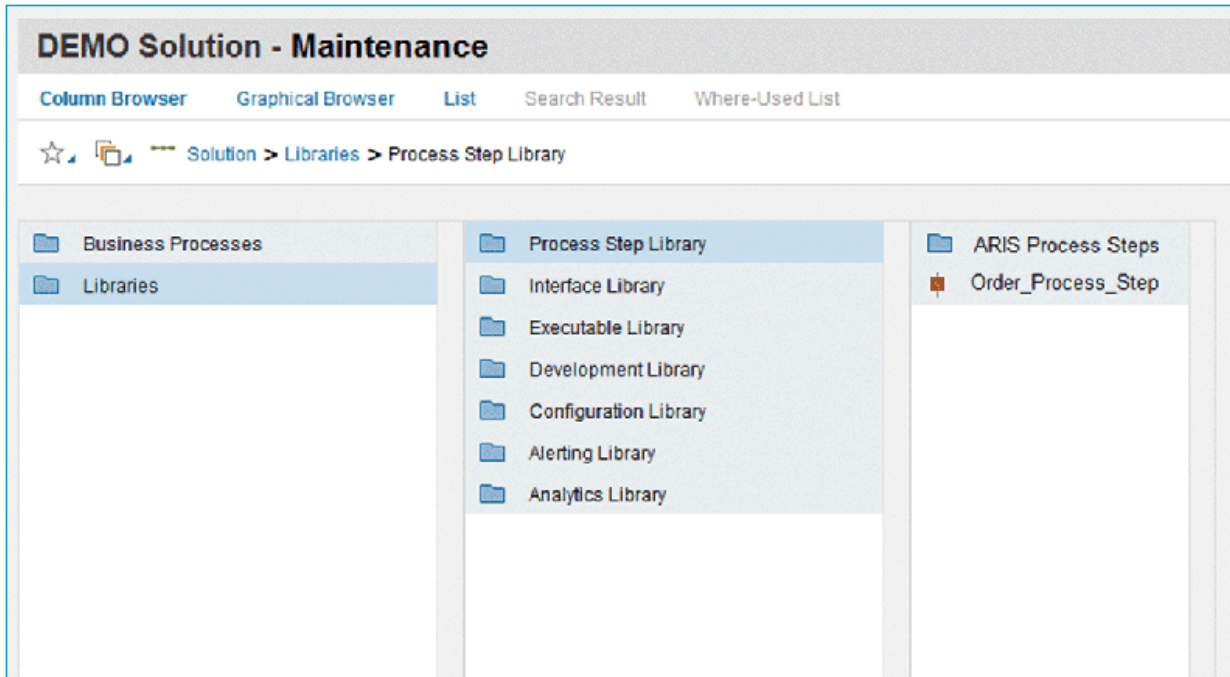 DEMO Solution - Maintenance
Column Browser Graphical Browser List Search Result Where-Used List
Solution > Libraries > Process Step Library
Business Processes
Libraries
Process Step Library
Interface Library
Executable Library
Development Library
Configuration Library
Alerting Library
Analytics Library
ARIS Process Steps
Order_Process_Step